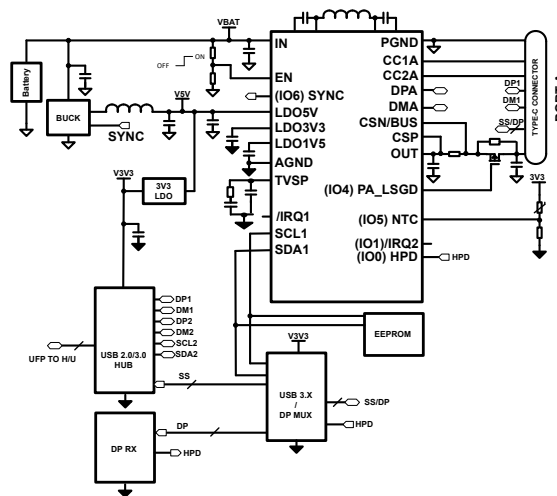 VBAT
IN
PGND
CC1A
CC2A
OFF
ON
EN
DPA
DP1
Battery
(IO6) SYNC
DMA
DM1
TYPE-C CONNECTOR
V5V
BUCK
LDO5V
CSN/BUS
SS/DP
SYNC
LDO3V3
CSP
LDO1V5
OUT
AGND
V3V3
TVSP
3V3
LDO
(IO4) PA_LSGD
3V3
/IRQ1
(IO5) NTC
SCL1
(IO1)/IRQ2
SDA1
(IO0) HPD
HPD
DP1
DM1
DP2
DM2
SCL2
SDA2
UFP TO H/U
USB 2.0/3.0
HUB
EEPROM
V3V3
SS
USB 3.X
/
DP MUX
SS/DP
HPD
DP
DP RX
HPD